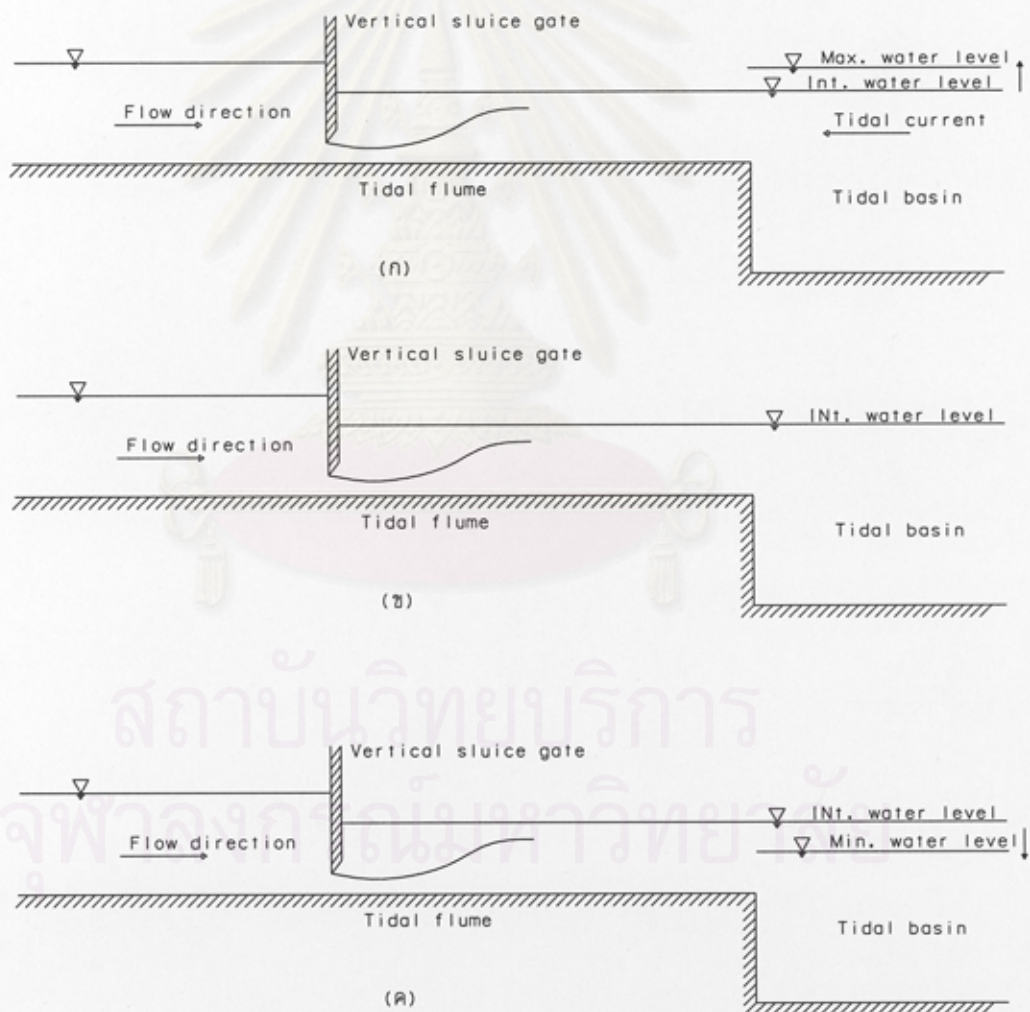 Vertical sluice gate
Max. water level
Int. water level
Flow direction
Tidal current
Tidal flume
Tidal basin
(ก)
Vertical sluice gate
INt. water level
Flow direction
Tidal flume
Tidal basin
(ข)
สถาบันวิทยบริการ
Vertical sluice gate
จุฬาลงกรณ์มหาวิทยาลัย
INt. water level
Flow direction
Min. water level
Tidal flume
Tidal basin
(ค)